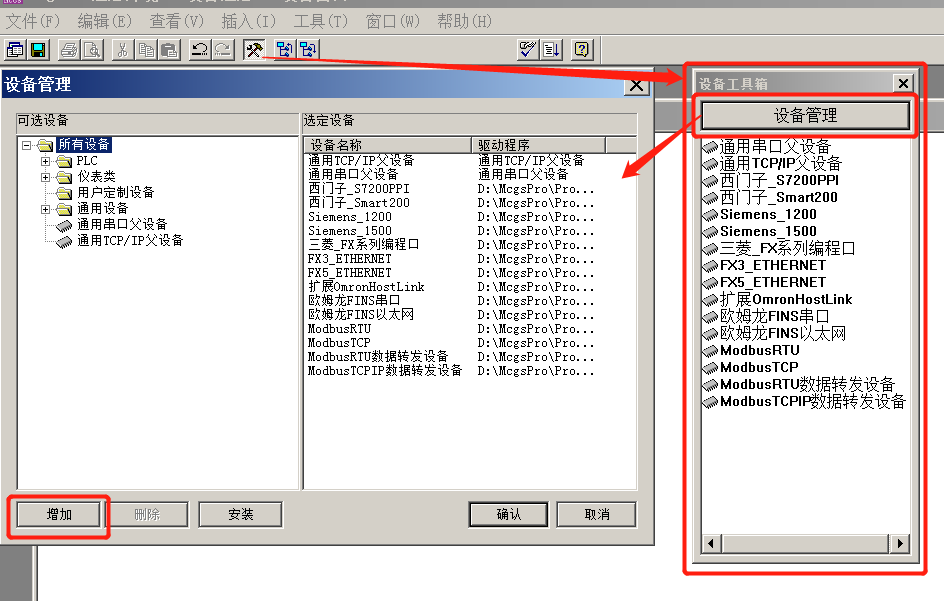 文件(F) 编辑(E) 查看(V) 插入(I) 工具(T) 窗口(W) 帮助(H)
设备管理
可选设备
所有设备
PLC
仪表类
用户定制设备
通用设备
通用串口父设备
通用TCP/IP父设备
选定设备
设备名称 驱动程序
通用TCP/IP父设备 通用TCP/IP父设备
通用串口父设备 通用串口父设备
西门子_S7200PPI D:\McgsPro\Pro...
西门子_Smart200 D:\McgsPro\Pro...
Siemens_1200 D:\McgsPro\Pro...
Siemens_1500 D:\McgsPro\Pro...
三菱_FX系列编程口 D:\McgsPro\Pro...
FX3_ETHERNET D:\McgsPro\Pro...
FX5_ETHERNET D:\McgsPro\Pro...
扩展OmronHostLink D:\McgsPro\Pro...
欧姆龙FINS串口 D:\McgsPro\Pro...
欧姆龙FINS以太网 D:\McgsPro\Pro...
ModbusRTU D:\McgsPro\Pro...
ModbusTCP D:\McgsPro\Pro...
ModbusRTU数据转发设备 D:\McgsPro\Pro...
ModbusTCPIP数据转发设备 D:\McgsPro\Pro...
增加 删除 安装 确认 取消
设备工具箱
设备管理
通用串口父设备
通用TCP/IP父设备
西门子_S7200PPI
西门子_Smart200
Siemens_1200
Siemens_1500
三菱_FX系列编程口
FX3_ETHERNET
FX5_ETHERNET
扩展OmronHostLink
欧姆龙FINS串口
欧姆龙FINS以太网
ModbusRTU
ModbusTCP
ModbusRTU数据转发设备
ModbusTCPIP数据转发设备